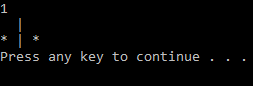 1
  |
* | *
Press any key to continue . . .